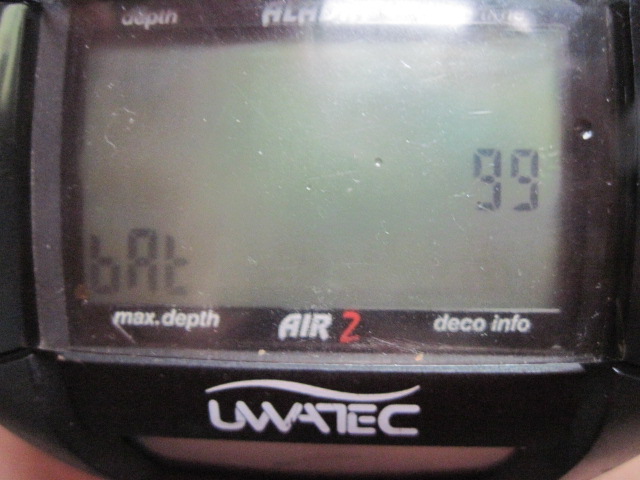 depth
99
bAt
max.depth AIR 2 deco info
UWATEC